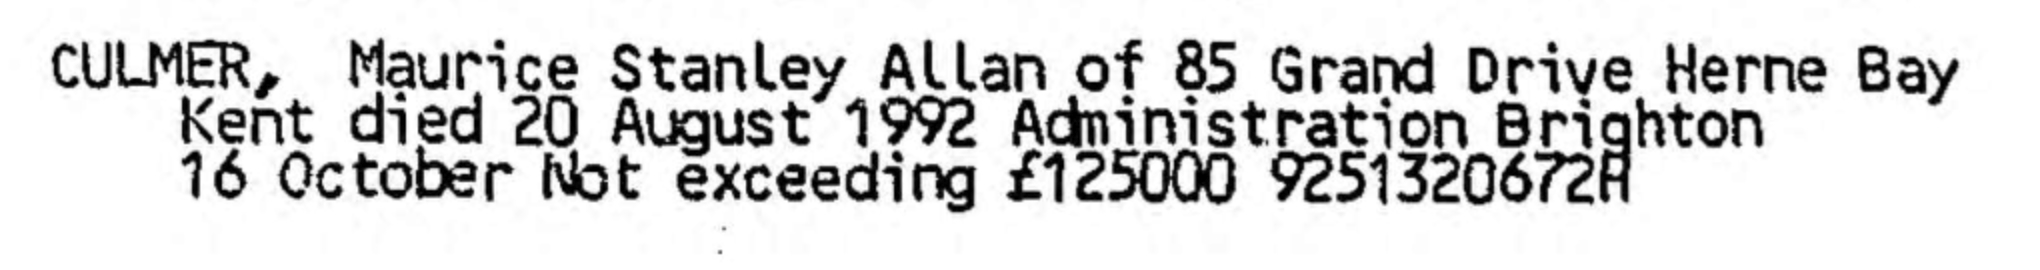 CULMER, Maurice Stanley Allan of 85 Grand Drive Herne Bay
Kent died 20 August 1992 Administration Brighton
16 October Not exceeding £125000 9251320672A